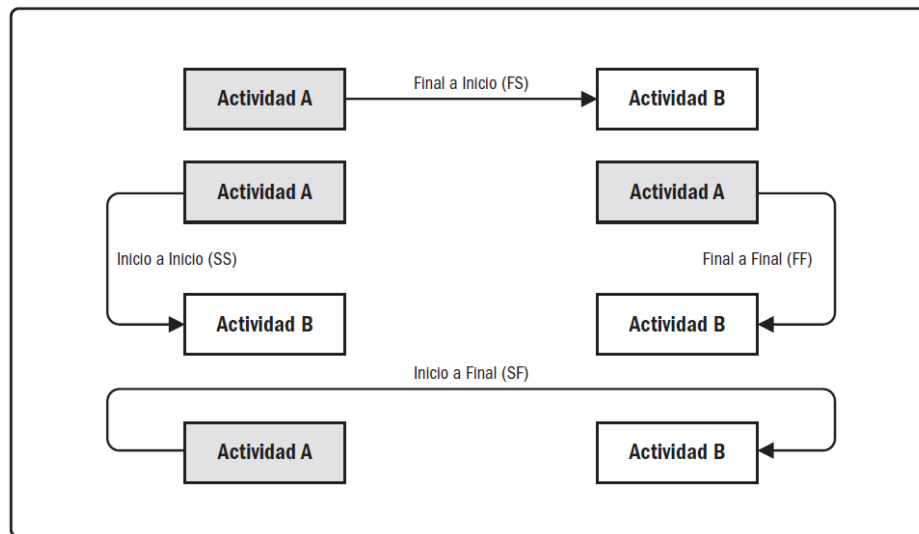 Actividad A
Final a Inicio (FS)
Actividad B
Actividad A
Actividad A
Inicio a Inicio (SS)
Final a Final (FF)
Actividad B
Actividad B
Inicio a Final (SF)
Actividad A
Actividad B